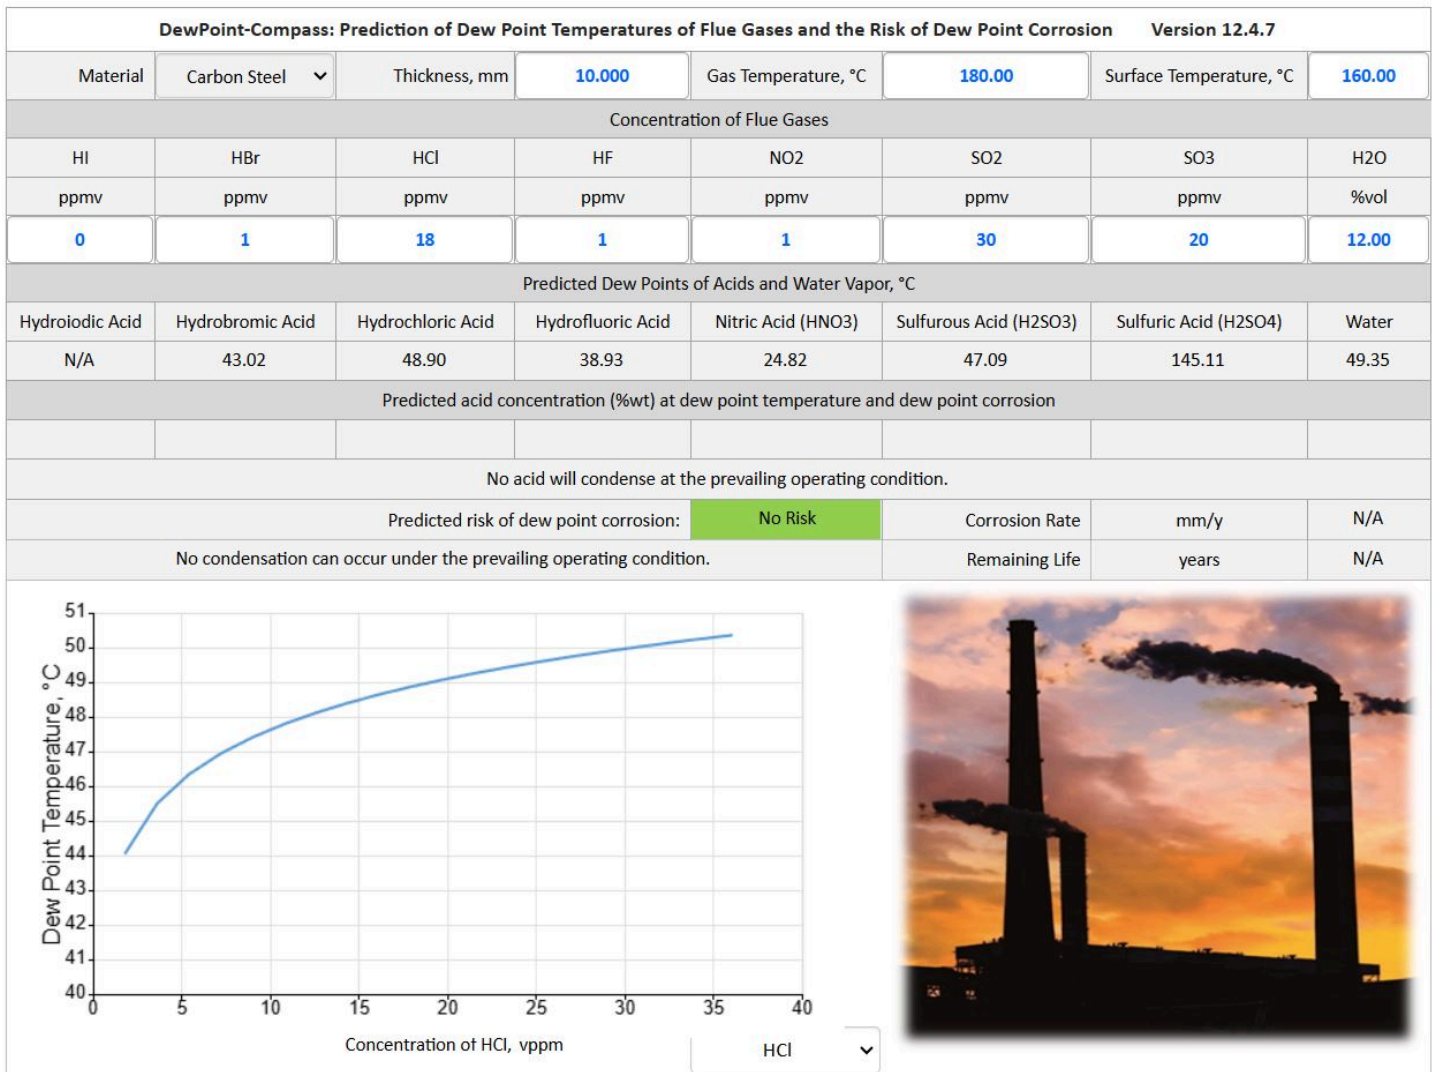 DewPoint-Compass: Prediction of Dew Point Temperatures of Flue Gases and the Risk of Dew Point Corrosion Version 12.4.7
Material Carbon Steel Thickness, mm 10.000 Gas Temperature, °C 180.00 Surface Temperature, °C 160.00
Concentration of Flue Gases
HI HBr HCl HF NO2 SO2 SO3 H2O
ppmv ppmv ppmv ppmv ppmv ppmv ppmv %vol
0 1 18 1 1 30 20 12.00
Predicted Dew Points of Acids and Water Vapor, °C
Hydroiodic Acid Hydrobromic Acid Hydrochloric Acid Hydrofluoric Acid Nitric Acid (HNO3) Sulfurous Acid (H2SO3) Sulfuric Acid (H2SO4) Water
N/A 43.02 48.90 38.93 24.82 47.09 145.11 49.35
Predicted acid concentration (%wt) at dew point temperature and dew point corrosion
No acid will condense at the prevailing operating condition.
Predicted risk of dew point corrosion: No Risk Corrosion Rate mm/y N/A
No condensation can occur under the prevailing operating condition. Remaining Life years N/A
Dew Point Temperature, °C
51
50
49
48
47
46
45
44
43
42
41
40
0 5 10 15 20 25 30 35 40
Concentration of HCl, vppm
HCl